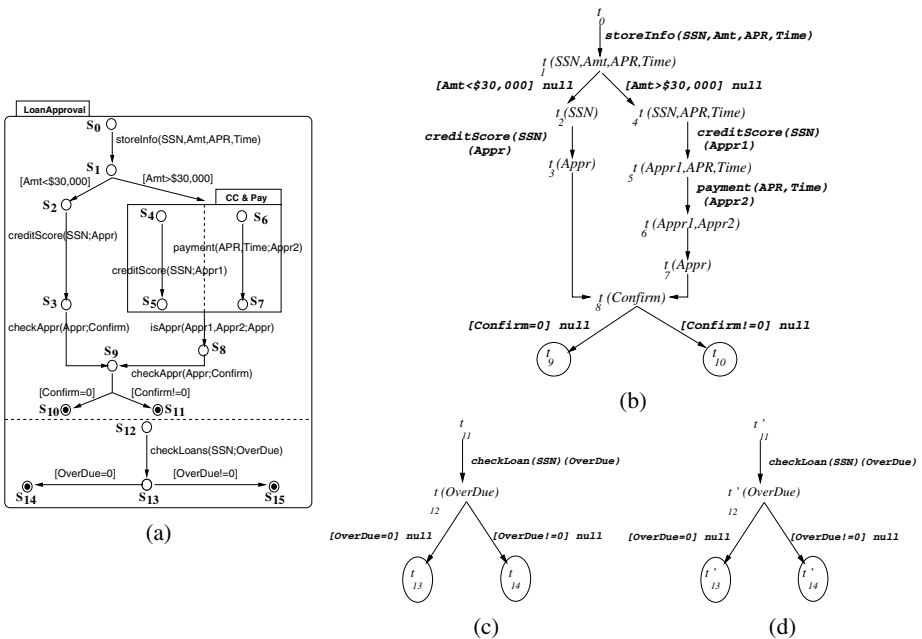 LoanApproval
S0
storeInfo(SSN,Amt,APR,Time)
S1
[Amt<$30,000]
[Amt>$30,000]
S2
CC & Pay
S4
S6
creditScore(SSN;Appr)
payment(APR,Time;Appr2)
creditScore(SSN;Appr1)
S3
S5
S7
checkAppr(Appr;Confirm)
isAppr(Appr1,Appr2;Appr)
S8
S9
checkAppr(Appr;Confirm)
[Confirm=0]
[Confirm!=0]
S10
S11
S12
checkLoans(SSN;OverDue)
[OverDue=0]
[OverDue!=0]
S14
S13
S15
(a)
t0
storeInfo(SSN,Amt,APR,Time)
t1(SSN,Amt,APR,Time)
[Amt<$30,000] null
[Amt>$30,000] null
t2(SSN)
t4(SSN,APR,Time)
creditScore(SSN)
(Appr)
creditScore(SSN)
(Appr1)
t3(Appr)
t5(Appr1,APR,Time)
payment(APR,Time)
(Appr2)
t6(Appr1,Appr2)
t7(Appr)
t8(Confirm)
[Confirm=0] null
[Confirm!=0] null
t9
t10
(b)
t11
checkLoan(SSN)(OverDue)
t12(OverDue)
[OverDue=0] null
[OverDue!=0] null
t13
t14
(c)
t'11
checkLoan(SSN)(OverDue)
t'12(OverDue)
[OverDue=0] null
[OverDue!=0] null
t'13
t'14
(d)